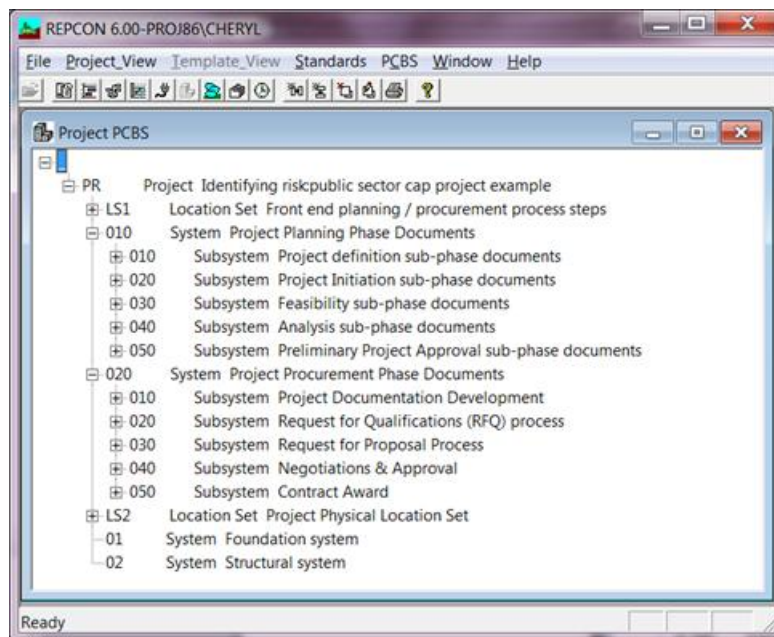 REPCON 6.00-PROJ86\CHERYL
File Project_View Template_View Standards PCBS Window Help
Project PCBS
PR Project Identifying risk:public sector cap project example
LS1 Location Set Front end planning / procurement process steps
010 System Project Planning Phase Documents
010 Subsystem Project definition sub-phase documents
020 Subsystem Project Initiation sub-phase documents
030 Subsystem Feasibility sub-phase documents
040 Subsystem Analysis sub-phase documents
050 Subsystem Preliminary Project Approval sub-phase documents
020 System Project Procurement Phase Documents
010 Subsystem Project Documentation Development
020 Subsystem Request for Qualifications (RFQ) process
030 Subsystem Request for Proposal Process
040 Subsystem Negotiations & Approval
050 Subsystem Contract Award
LS2 Location Set Project Physical Location Set
01 System Foundation system
02 System Structural system
Ready